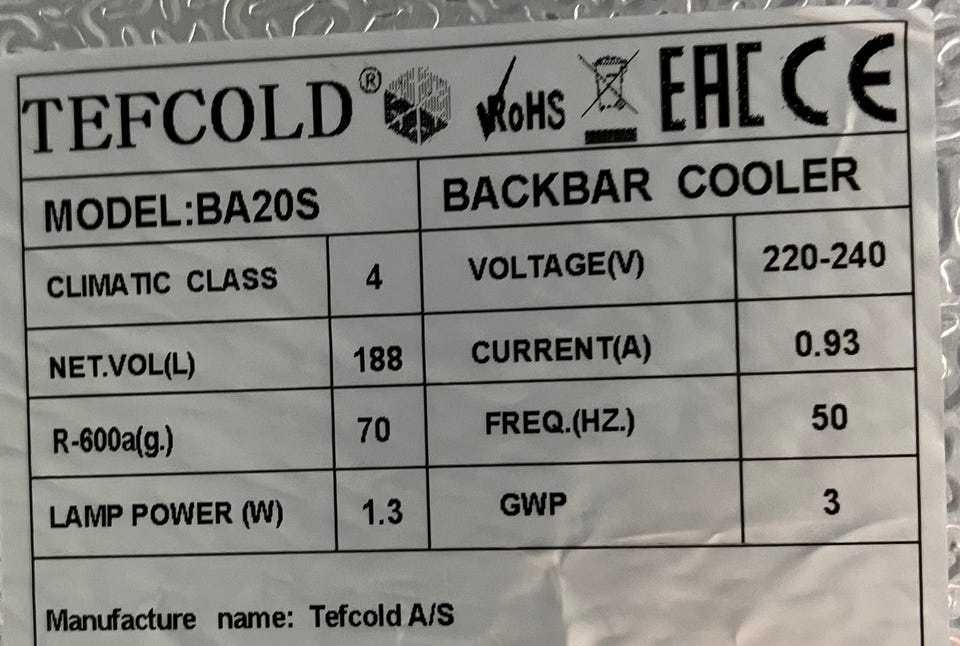 TEFCOLD® RoHS EAC CE
MODEL:BA20S BACKBAR COOLER
CLIMATIC CLASS 4 VOLTAGE(V) 220-240
NET.VOL(L) 188 CURRENT(A) 0.93
R-600a(g.) 70 FREQ.(HZ.) 50
LAMP POWER (W) 1.3 GWP 3
Manufacture name: Tefcold A/S